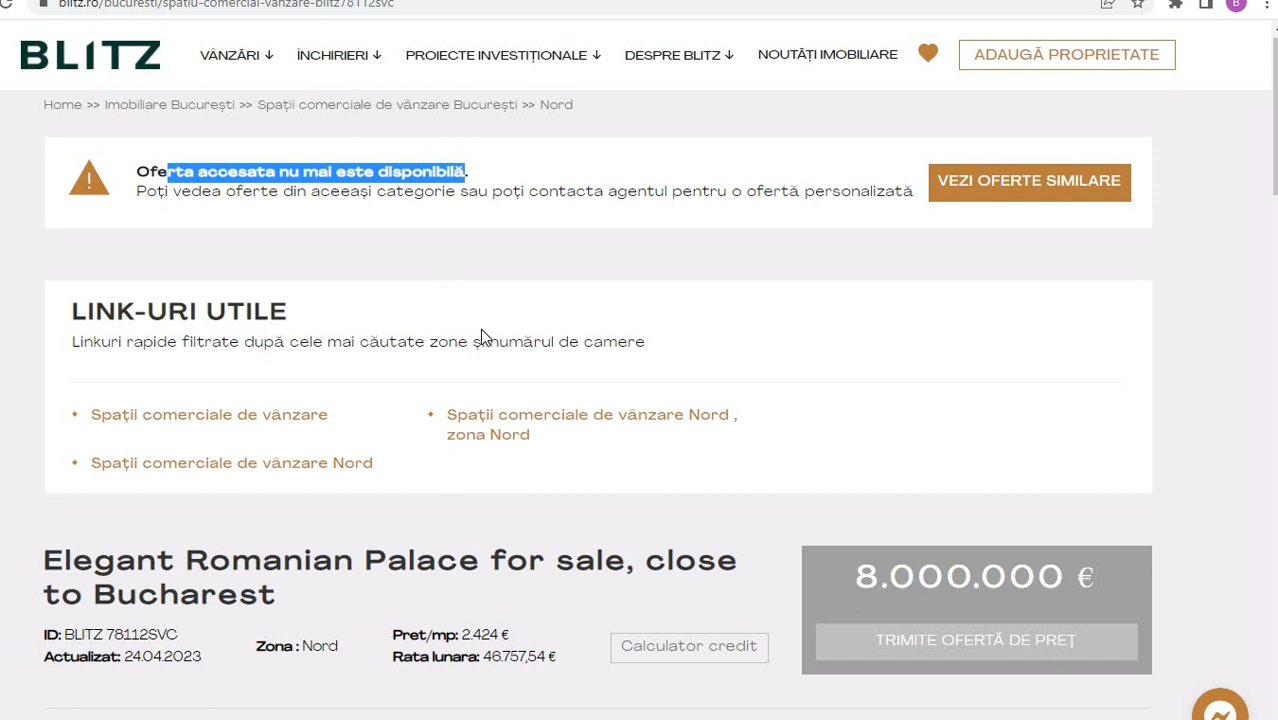 blitz.ro/bucuresti/spatiu-comercial-vanzare-blitz78112svc
B
BLITZ
VÂNZĂRI ↓ ÎNCHIRIERI ↓ PROIECTE INVESTIȚIONALE ↓ DESPRE BLITZ ↓ NOUTĂȚI IMOBILIARE ADAUGĂ PROPRIETATE
Home >> Imobiliare București >> Spații comerciale de vânzare București >> Nord
Oferta accesata nu mai este disponibilă.
Poți vedea oferte din aceeași categorie sau poți contacta agentul pentru o ofertă personalizată
VEZI OFERTE SIMILARE
LINK-URI UTILE
Linkuri rapide filtrate după cele mai căutate zone și numărul de camere
• Spații comerciale de vânzare
• Spații comerciale de vânzare Nord ,
zona Nord
• Spații comerciale de vânzare Nord
Elegant Romanian Palace for sale, close
to Bucharest
8.000.000 €
TRIMITE OFERTĂ DE PREȚ
ID: BLITZ 78112SVC
Actualizat: 24.04.2023
Zona : Nord
Pret/mp: 2.424 €
Rata lunara: 46.757,54 €
Calculator credit